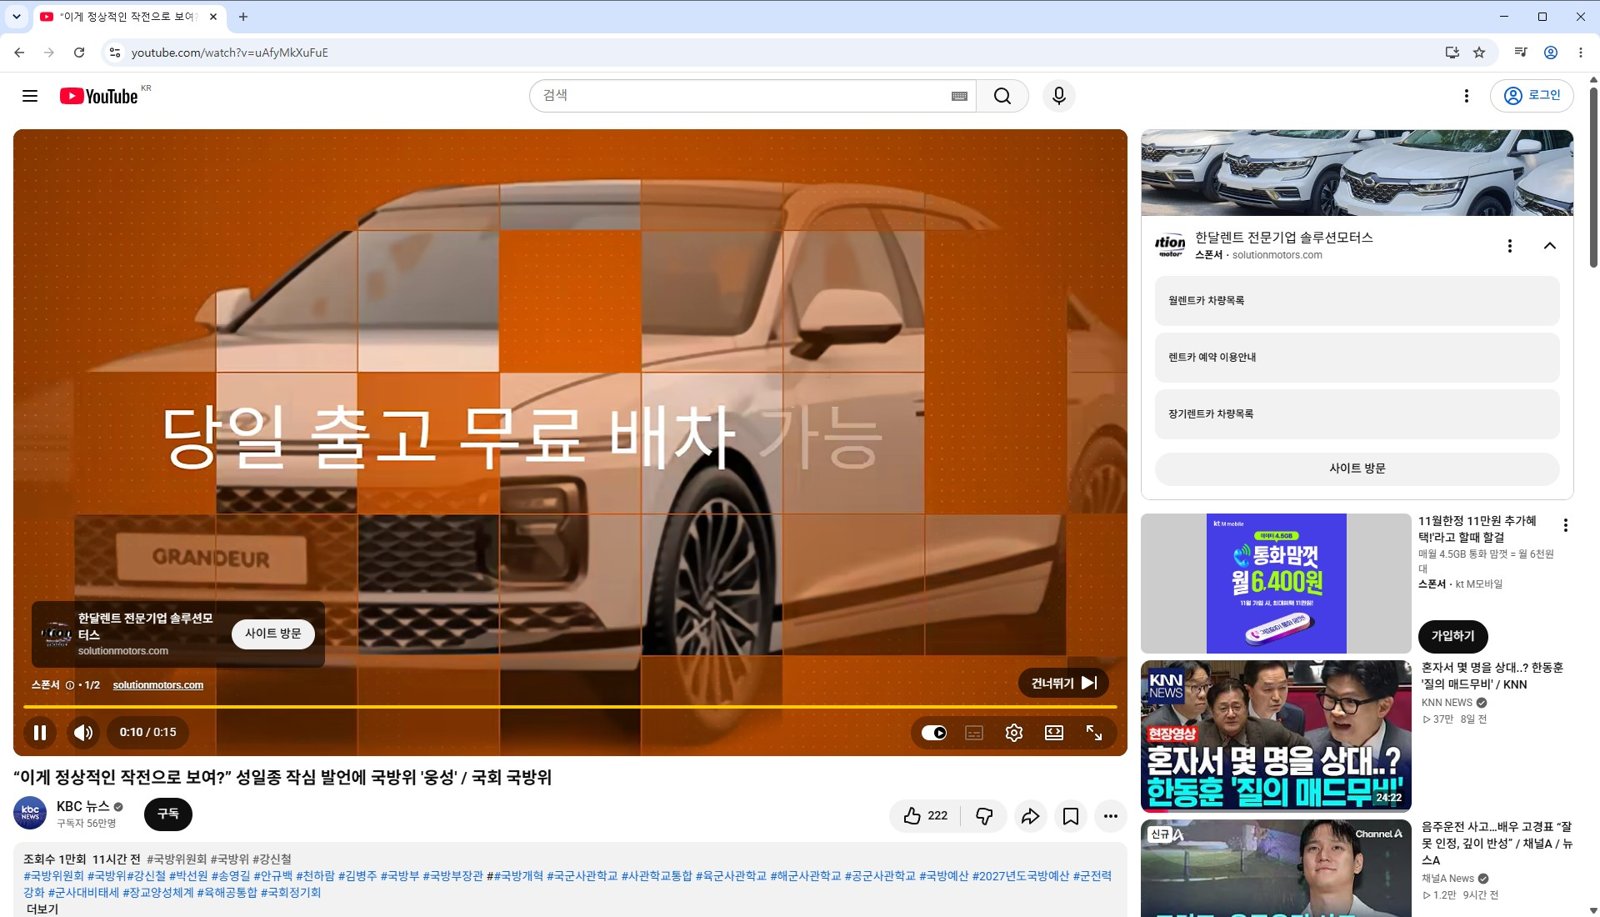 "이게 정상적인 작전으로 보여?
youtube.com/watch?v=uAfyMkXuFuE
YouTube KR
검색
로그인
당일 출고 무료 배차 가능
GRANDEUR
한달렌트 전문기업 솔루션모
터스
solutionmotors.com
사이트 방문
스폰서 • 1/2 solutionmotors.com
건너뛰기
0:10 / 0:15
“이게 정상적인 작전으로 보여?” 성일종 작심 발언에 국방위 '웅성' / 국회 국방위
kbc NEWS
KBC 뉴스
구독자 56만명
구독
222
조회수 1만회 11시간 전 #국방위원회 #국방위 #강신철
#국방위원회 #국방위#강신철 #박선원 #송영길 #안규백 #천하람 #김병주 #국방부 #국방부장관 ##국방개혁 #국군사관학교 #사관학교통합 #육군사관학교 #해군사관학교 #공군사관학교 #국방예산 #2027년도국방예산 #군전력
강화 #군사대비태세 #장교양성체계 #육해공통합 #국회정기회
더보기
ition
motor
한달렌트 전문기업 솔루션모터스
스폰서 · solutionmotors.com
월렌트카 차량목록
렌트카 예약 이용안내
장기렌트카 차량목록
사이트 방문
kt M mobile
데이터 4.5GB
통화맘껏
월6,400원
11월한정 11만원 추가혜
택!'라고 할때 할걸
매월 4.5GB 통화 맘껏 = 월 6천원
대
스폰서 · kt M모바일
가입하기
KNN
NEWS
현장영상
혼자서 몇 명을 상대..?
한동훈 '질의 매드무비'
24:22
혼자서 몇 명을 상대..? 한동훈
'질의 매드무비' / KNN
KNN NEWS
37만 8일 전
신규
Channel A
음주운전 사고...배우 고경표 “잘
못 인정, 깊이 반성” / 채널A / 뉴
스A
채널A News
1.2만 9시간 전